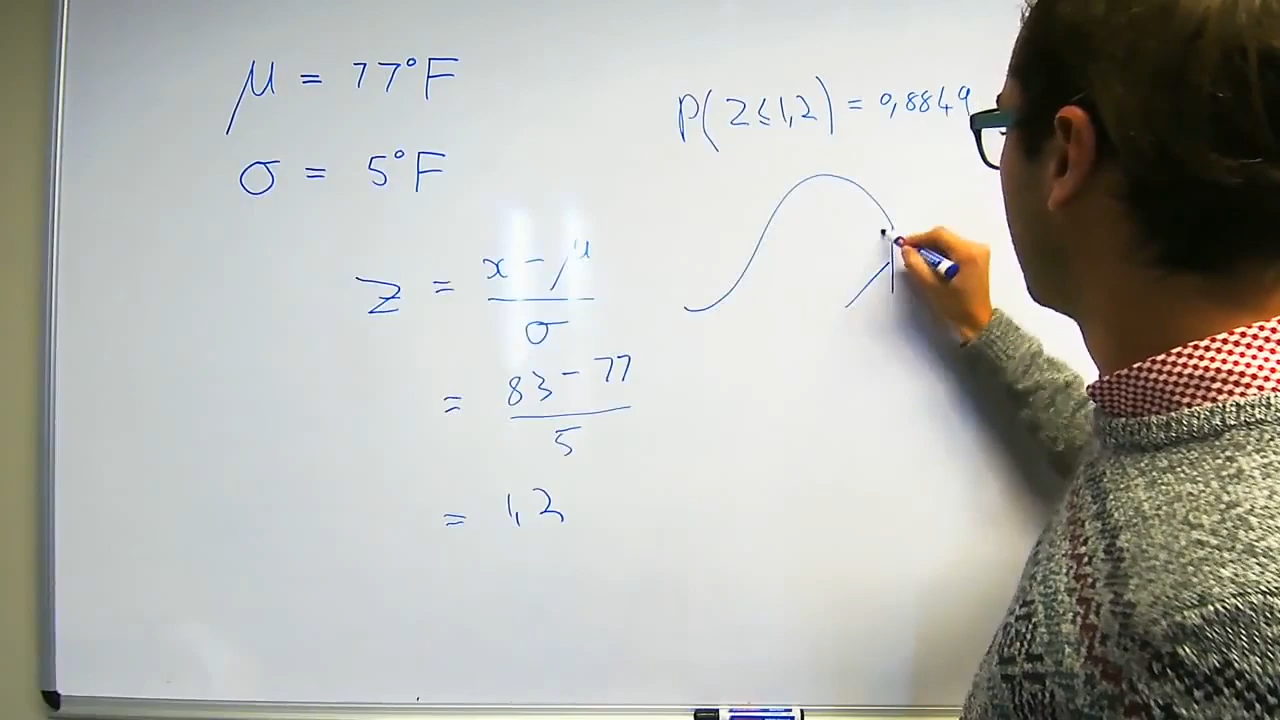 μ = 77°F
σ = 5°F
z = x - μ / σ
= 83 - 77 / 5
= 1,2
P(Z≤1,2) = 0,8849